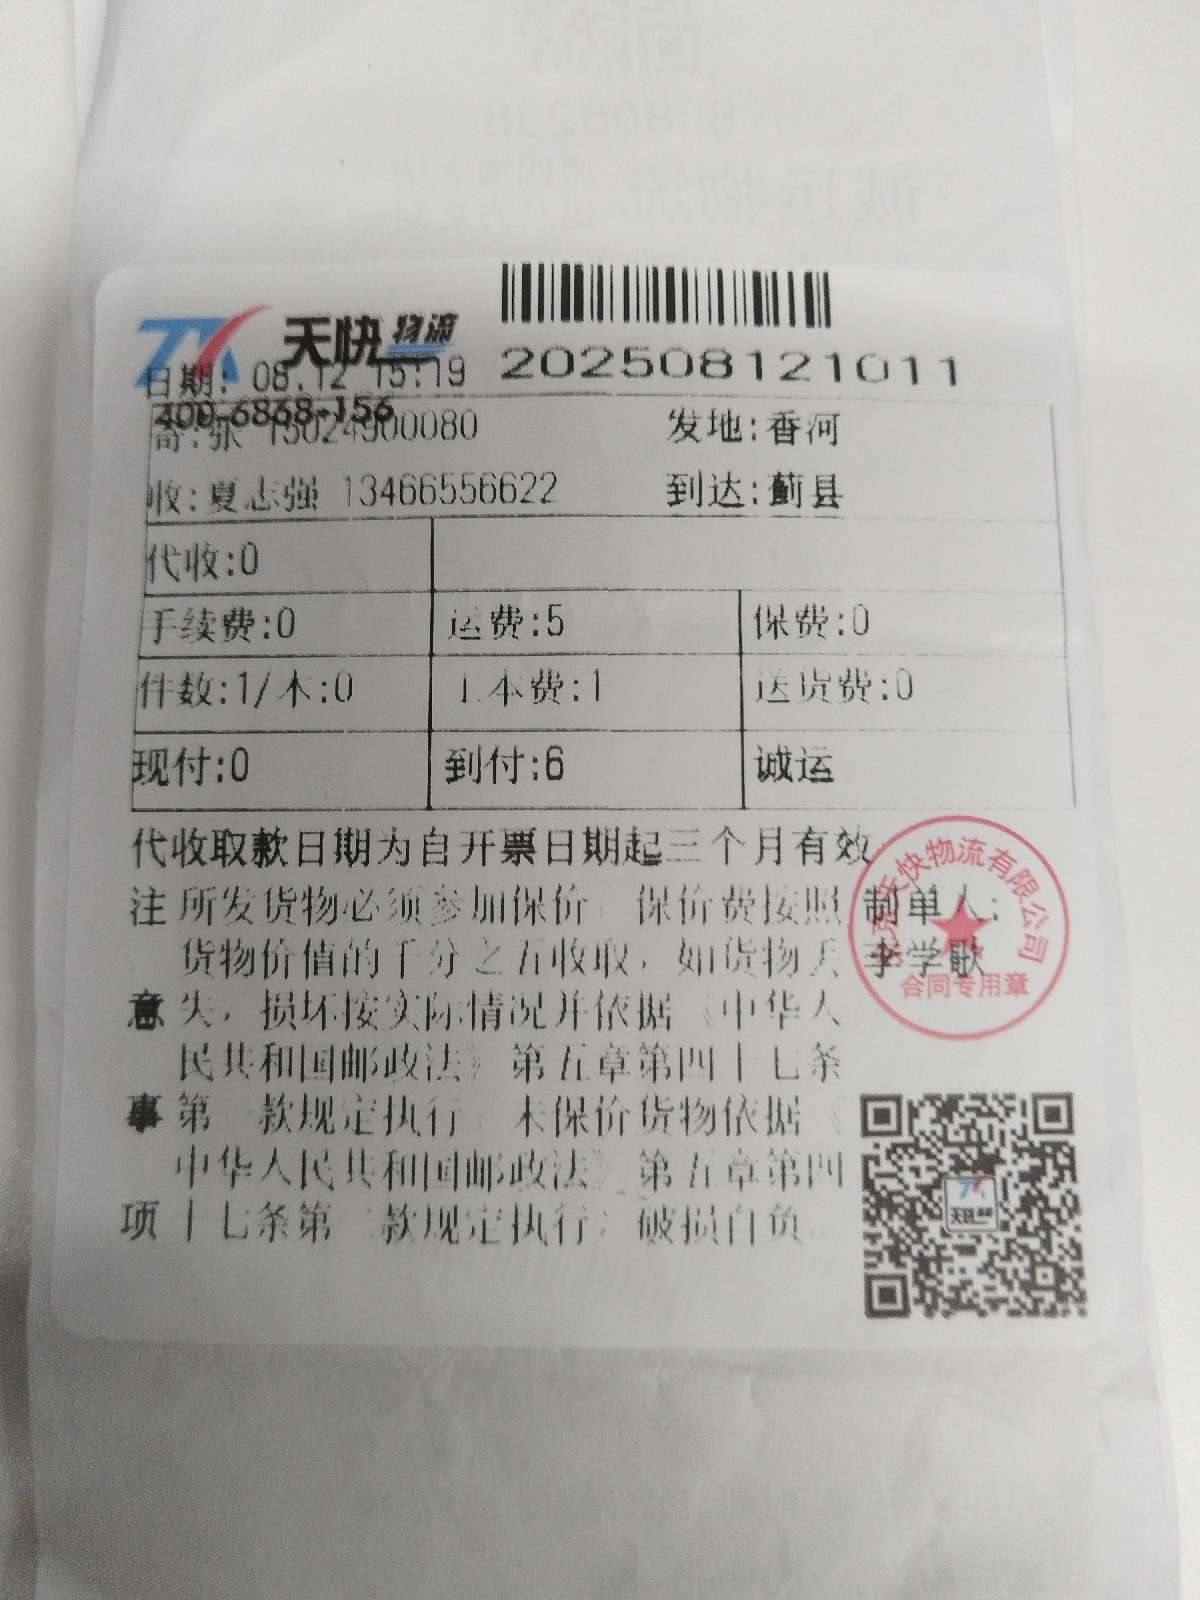 天快物流
202508121011
日期: 08.12 15:19
400-6868-156
寄:张
发地:香河
收:夏志强 13466556622
到达:蓟县
代收:0
手续费:0 运费:5 保费:0
件数:1/木:0 工本费:1 送货费:0
现付:0 到付:6 诚运
代收取款日期为自开票日期起三个月有效
注意事项
所发货物必须参加保价，保价费按照
货物价值的千分之五收取，如货物丢
失，损坏按实际情况并依据《中华人
民共和国邮政法》第五章第四十七条
第一款规定执行，未保价货物依据《
中华人民共和国邮政法》第五章第四
十七条第二款规定执行，破损自负。
制单人:
李学歌
天快物流有限公司
合同专用章
天快物流
诚运物流